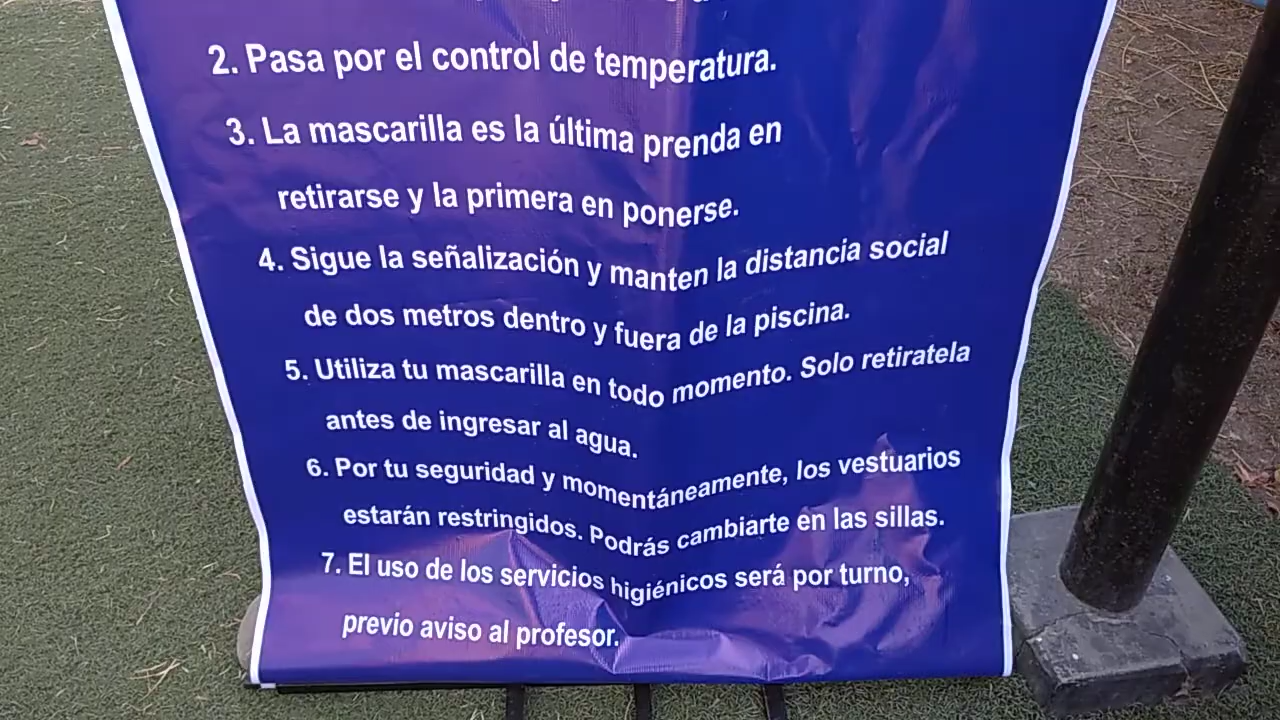 2. Pasa por el control de temperatura.
3. La mascarilla es la última prenda en
retirarse y la primera en ponerse.
4. Sigue la señalización y manten la distancia social
de dos metros dentro y fuera de la piscina.
5. Utiliza tu mascarilla en todo momento. Solo retiratela
antes de ingresar al agua.
6. Por tu seguridad y momentáneamente, los vestuarios
estarán restringidos. Podrás cambiarte en las sillas.
7. El uso de los servicios higiénicos será por turno,
previo aviso al profesor.